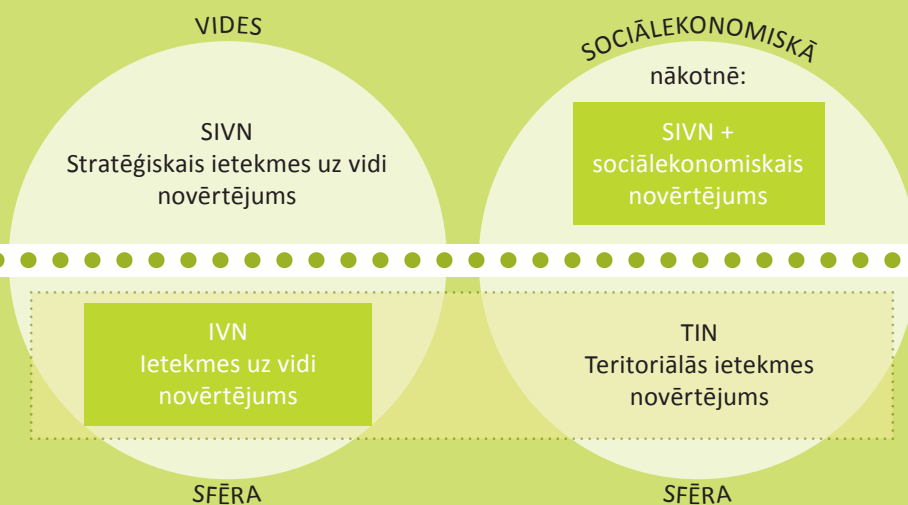 VIDES
SIVN
Stratēģiskais ietekmes uz vidi
novērtējums
IVN
Ietekmes uz vidi
novērtējums
SFĒRA
SOCIĀLEKONOMISKĀ
nākotnē:
SIVN +
sociālekonomiskais
novērtējums
TIN
Teritoriālās ietekmes
novērtējums
SFĒRA